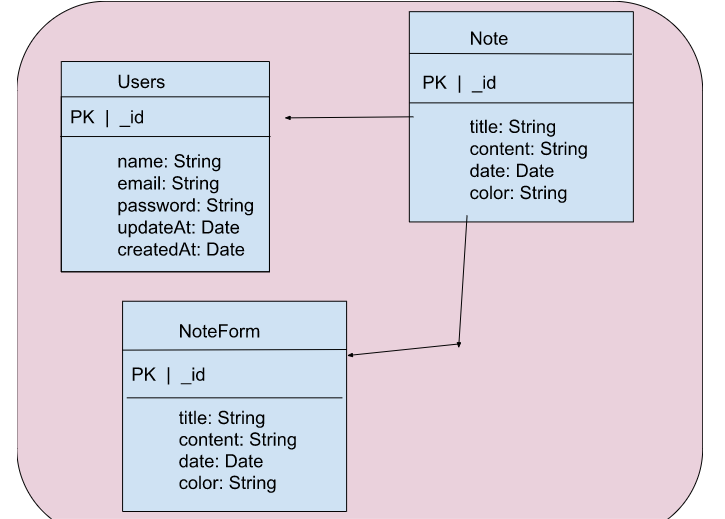 Users
PK | _id
name: String
email: String
password: String
updateAt: Date
createdAt: Date
Note
PK | _id
title: String
content: String
date: Date
color: String
NoteForm
PK | _id
title: String
content: String
date: Date
color: String